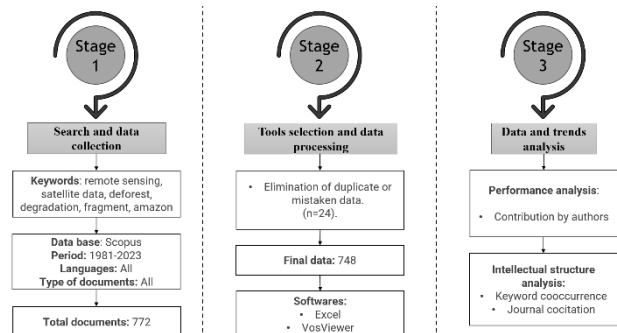 Stage
1
Search and data
collection
Keywords: remote sensing,
satellite data, deforest,
degradation, fragment, amazon
Data base: Scopus
Period: 1981-2023
Languages: All
Type of documents: All
Total documents: 772
Stage
2
Tools selection and data
processing
• Elimination of duplicate or
mistaken data.
(n=24).
Final data: 748
Softwares:
• Excel
• VosViewer
Stage
3
Data and trends
analysis
Performance analysis:
• Contribution by authors
Intellectual structure
analysis:
• Keyword cooccurrence
• Journal cocitation